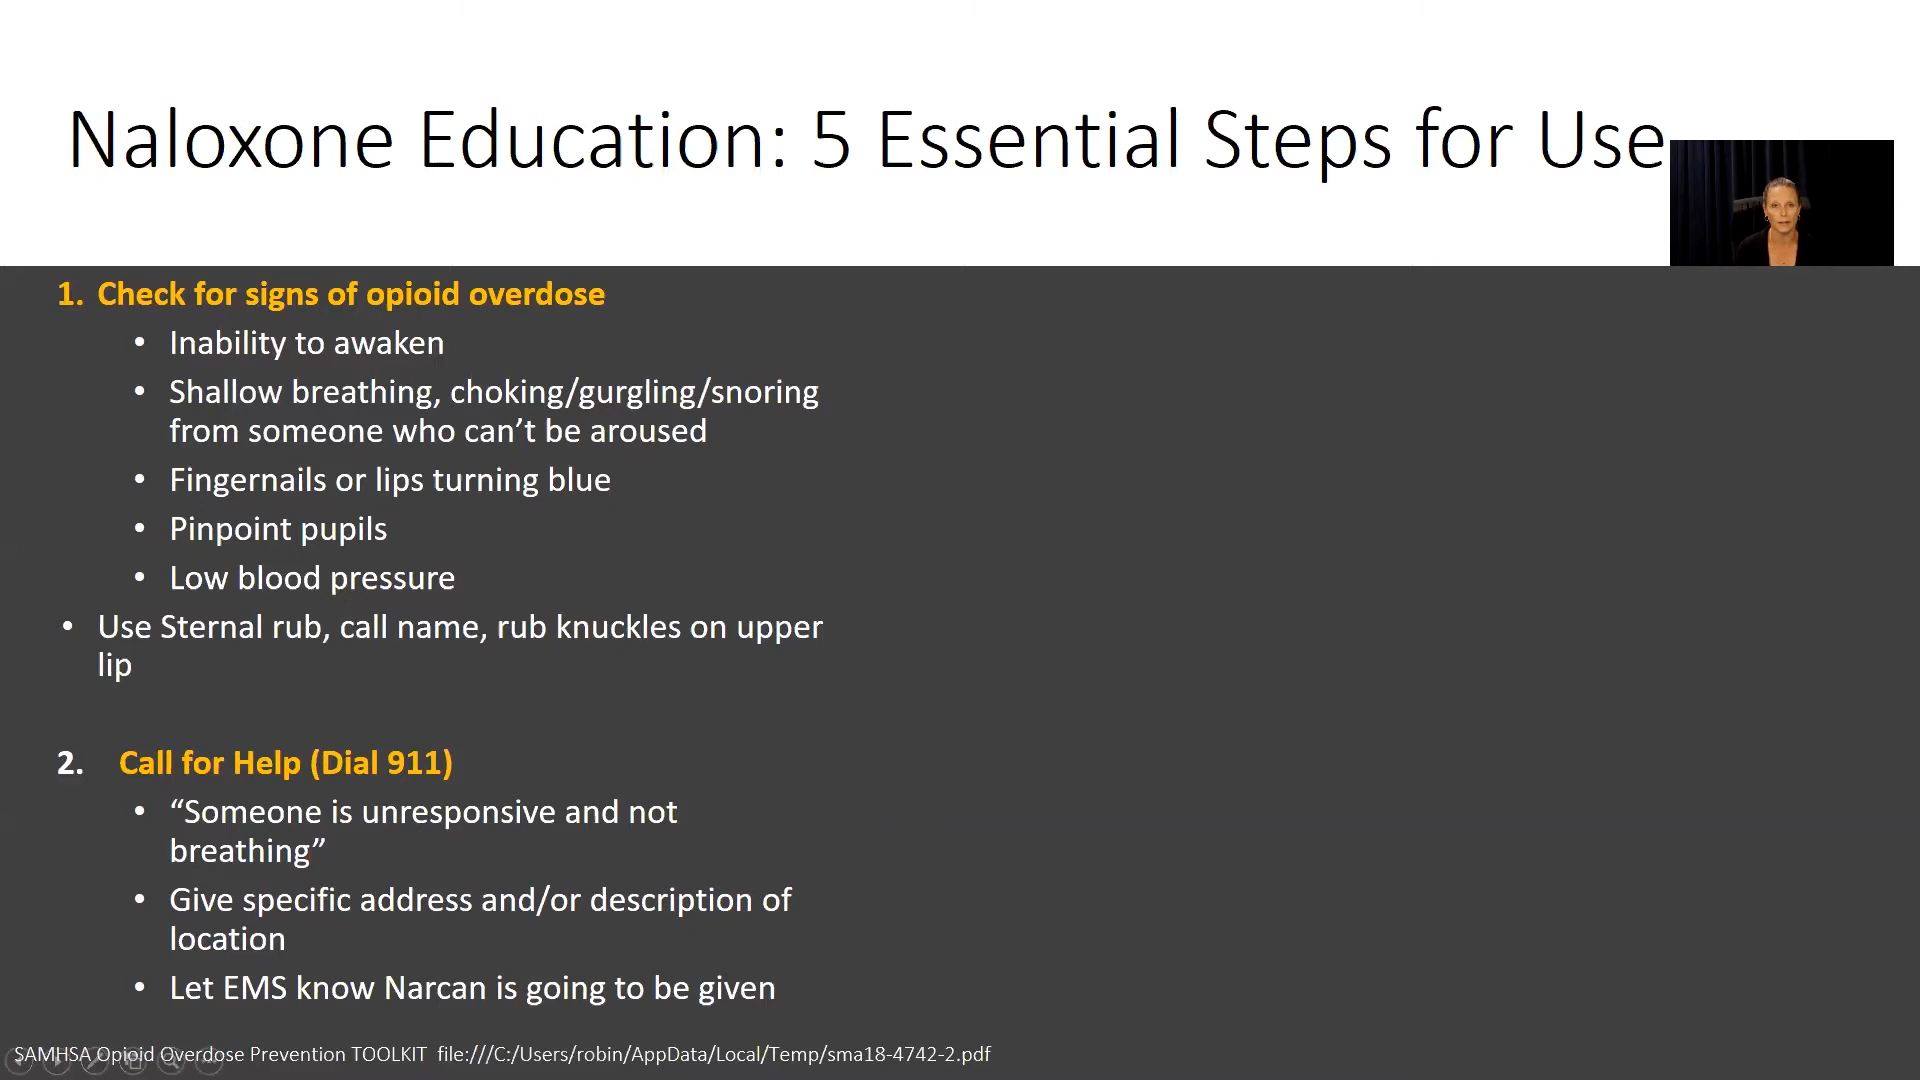 Naloxone Education: 5 Essential Steps for Use
1. Check for signs of opioid overdose
• Inability to awaken
• Shallow breathing, choking/gurgling/snoring
from someone who can’t be aroused
• Fingernails or lips turning blue
• Pinpoint pupils
• Low blood pressure
• Use Sternal rub, call name, rub knuckles on upper
lip
2. Call for Help (Dial 911)
• “Someone is unresponsive and not
breathing”
• Give specific address and/or description of
location
• Let EMS know Narcan is going to be given
SAMHSA Opioid Overdose Prevention TOOLKIT file:///C:/Users/robin/AppData/Local/Temp/sma18-4742-2.pdf